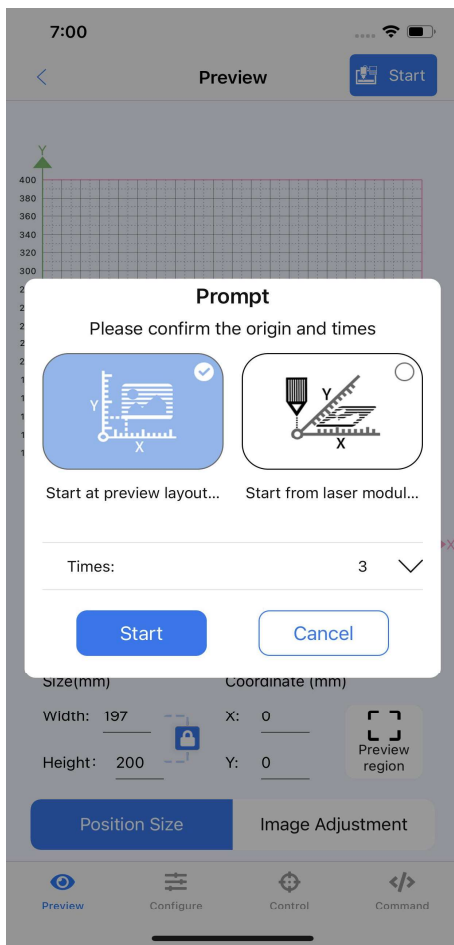 7:00
Preview
Start
Y
400
380
360
340
320
300
Prompt
Please confirm the origin and times
Y
X
Y
X
Start at preview layout...
Start from laser modul...
X
Times: 3
Start
Cancel
Size(mm)
Coordinate (mm)
Width: 197
X: 0
Height: 200
Y: 0
Preview
region
Position Size
Image Adjustment
Preview
Configure
Control
Command